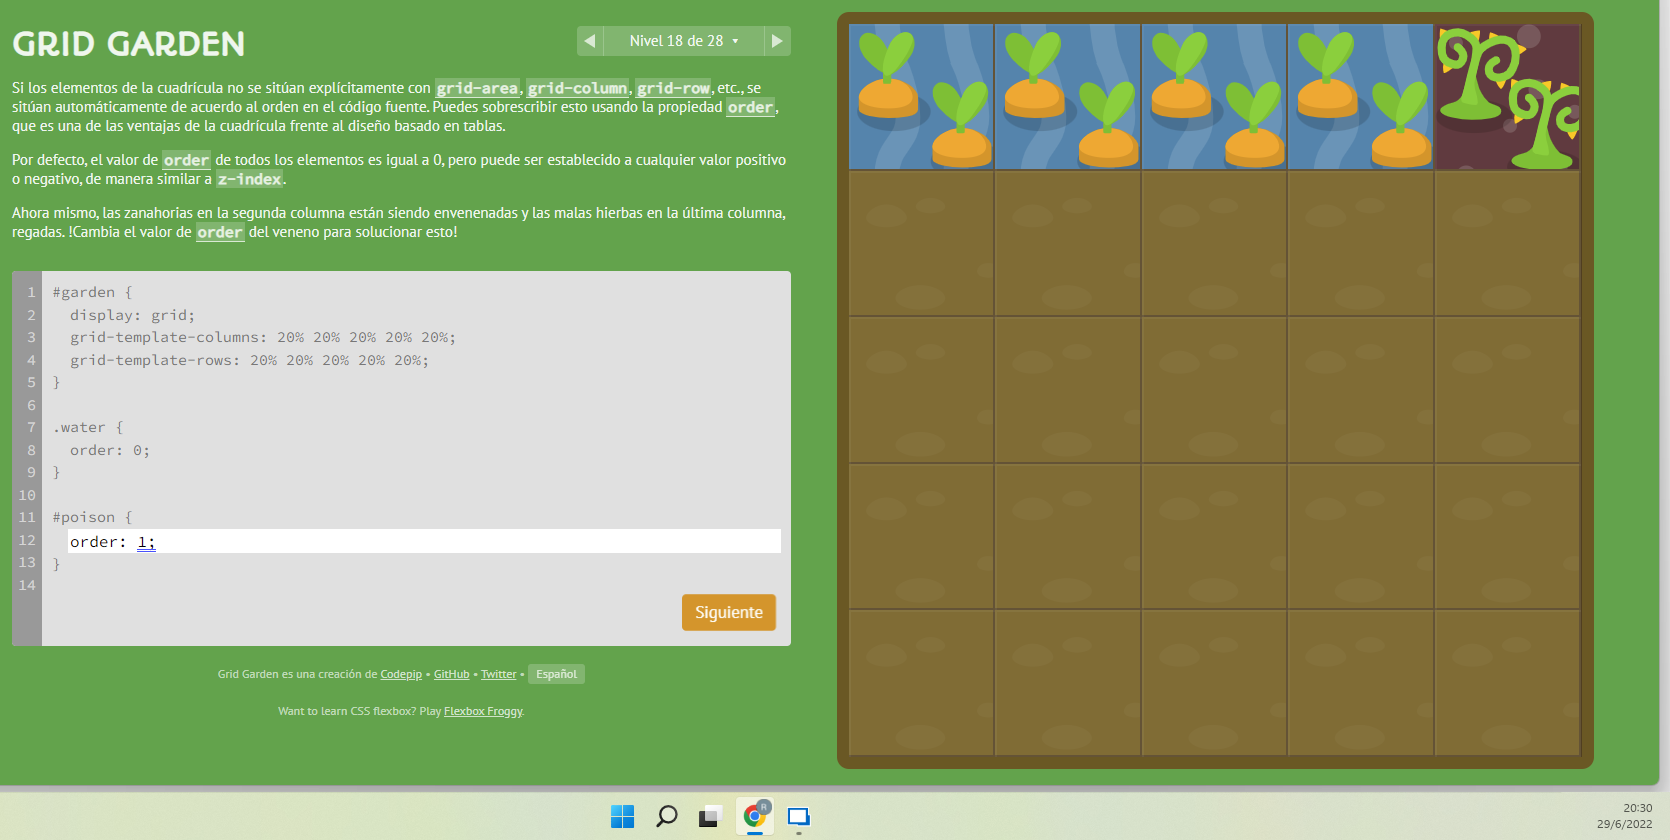 GRID GARDEN
Nivel 18 de 28
Si los elementos de la cuadrícula no se sitúan explícitamente con grid-area, grid-column, grid-row, etc., se
sitúan automáticamente de acuerdo al orden en el código fuente. Puedes sobrescribir esto usando la propiedad order,
que es una de las ventajas de la cuadrícula frente al diseño basado en tablas.
Por defecto, el valor de order de todos los elementos es igual a 0, pero puede ser establecido a cualquier valor positivo
o negativo, de manera similar a z-index.
Ahora mismo, las zanahorias en la segunda columna están siendo envenenadas y las malas hierbas en la última columna,
regadas. !Cambia el valor de order del veneno para solucionar esto!
1 #garden {
2 display: grid;
3 grid-template-columns: 20% 20% 20% 20% 20%;
4 grid-template-rows: 20% 20% 20% 20% 20%;
5 }
6
7 .water {
8 order: 0;
9 }
10
11 #poison {
12 order: 1;
13 }
14
Siguiente
Grid Garden es una creación de Codepip • GitHub • Twitter • Español
Want to learn CSS flexbox? Play Flexbox Froggy.
R
20:30
29/6/2022